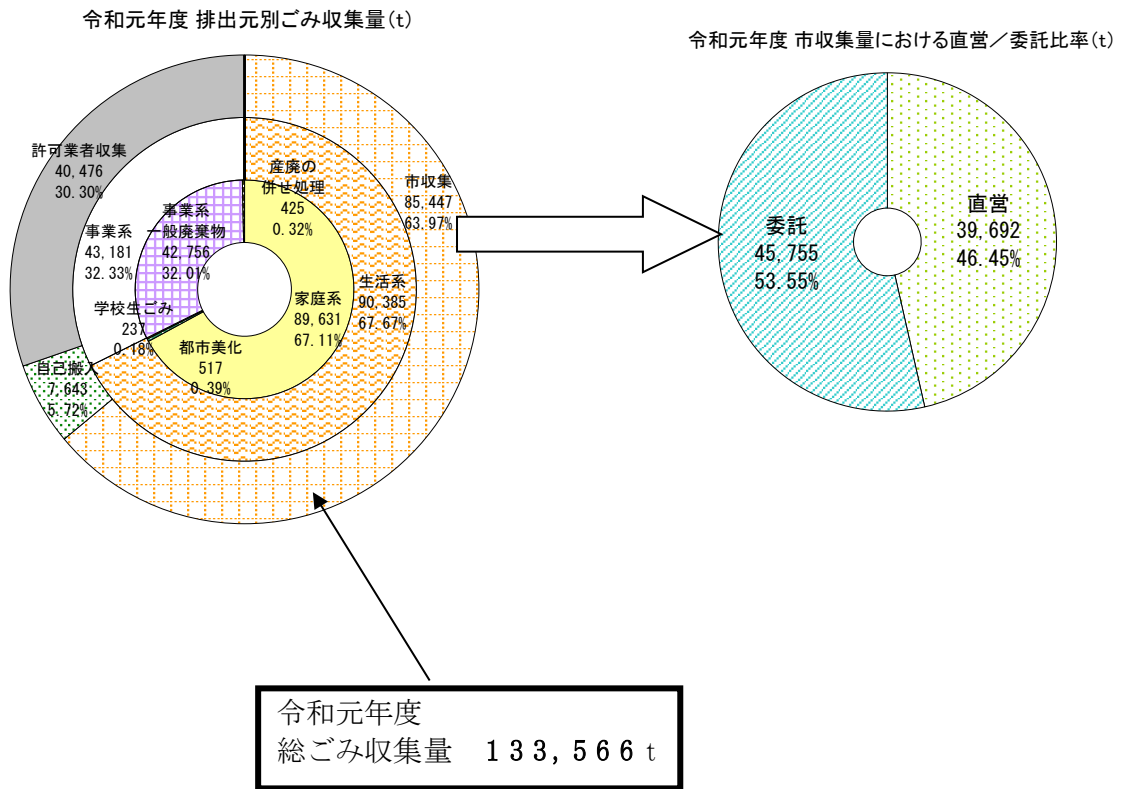 令和元年度 排出元別ごみ収集量(t)
令和元年度 市収集量における直営／委託比率(t)
許可業者収集
40,476
30.30%
産廃の
併せ処理
425
0.32%
市収集
85,447
63.97%
事業系
一般廃棄物
42,756
32.01%
事業系
43,181
32.33%
生活系
90,385
67.67%
家庭系
89,631
67.11%
学校生ごみ
237
0.18%
都市美化
517
0.39%
自己搬入
7,643
5.72%
委託
45,755
53.55%
直営
39,692
46.45%
令和元年度
総ごみ収集量 133,566 t